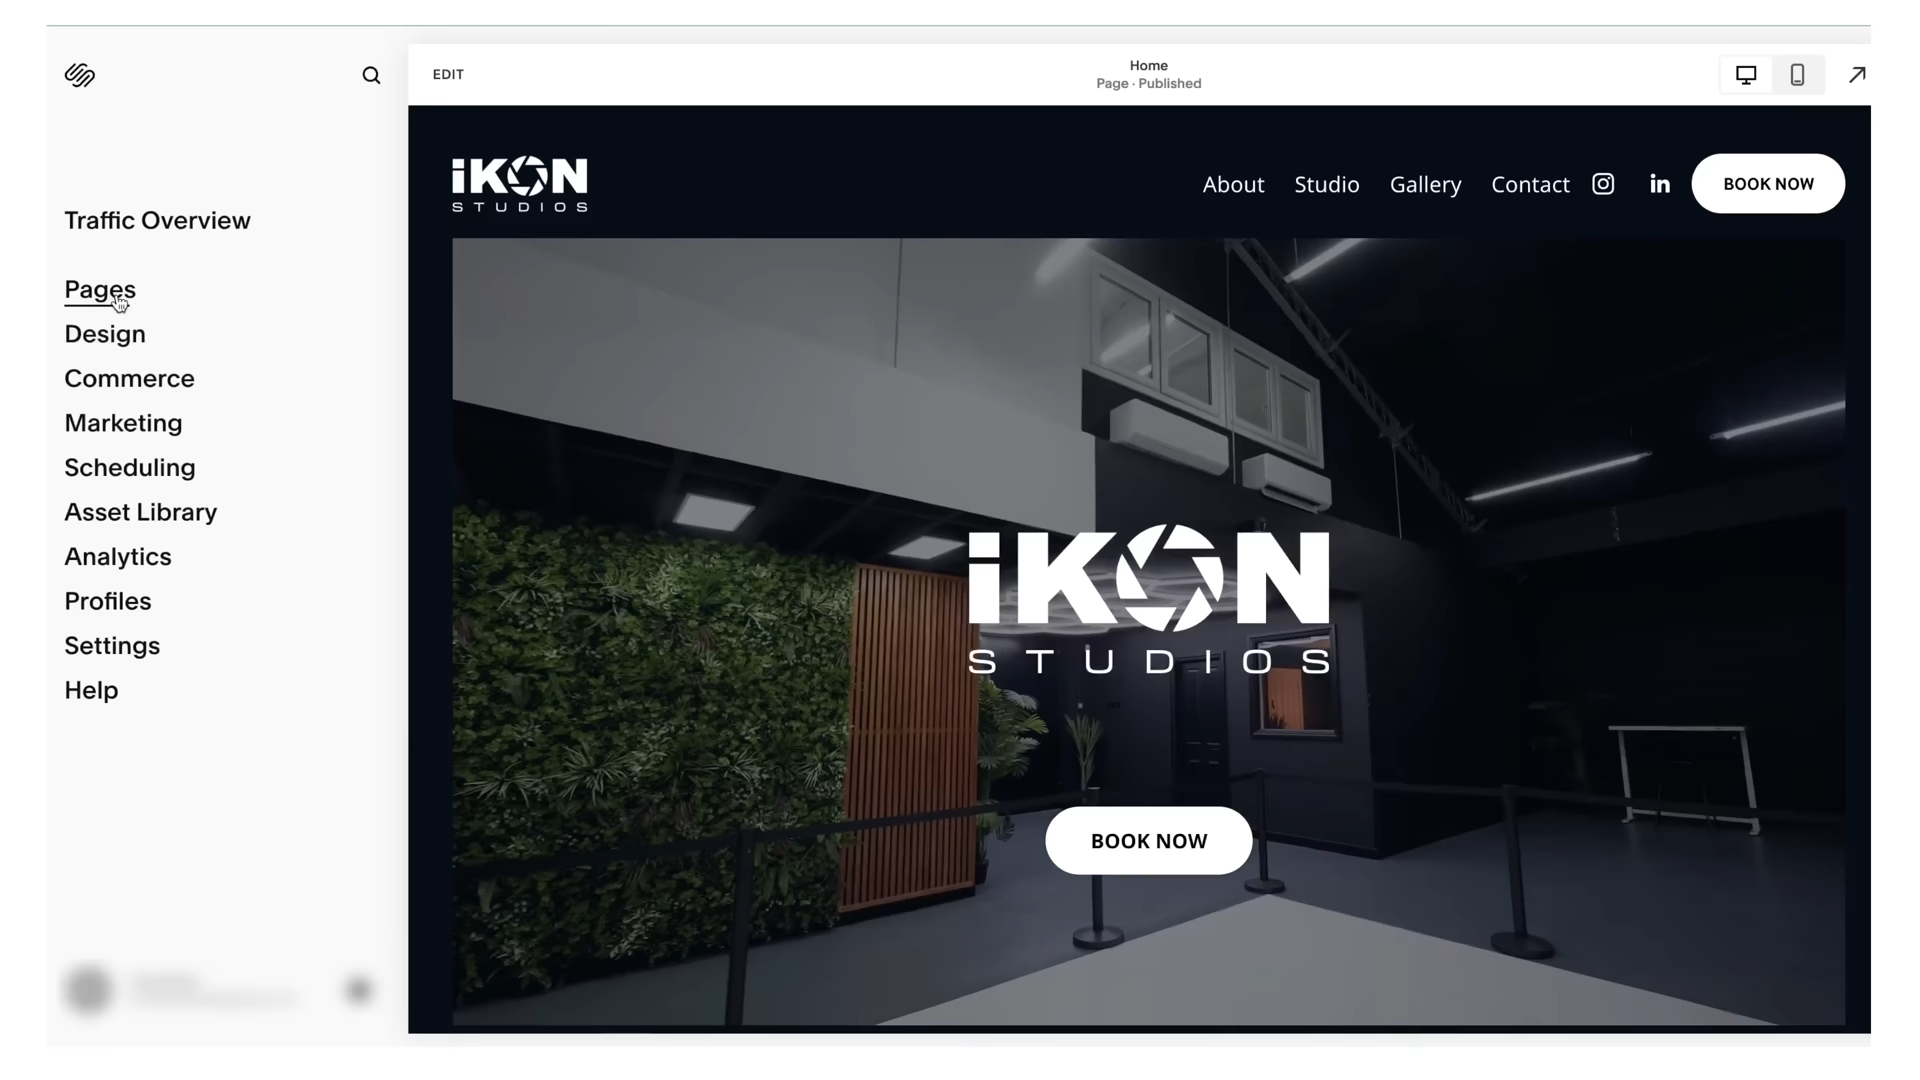 EDIT
Home
Page · Published
Traffic Overview
Pages
Design
Commerce
Marketing
Scheduling
Asset Library
Analytics
Profiles
Settings
Help
iKON
STUDIOS
About Studio Gallery Contact in BOOK NOW
iKON
STUDIOS
BOOK NOW